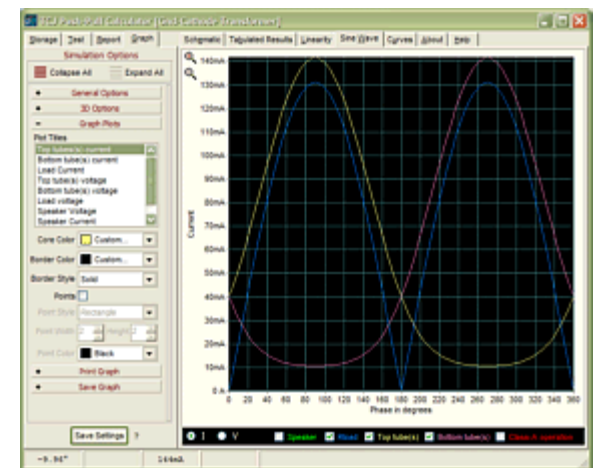 TCJ Push-Pull Calculator [Gnd Cathode Transformer]
Storage Test Report Graph
Schematic Tabulated Results Linearity Sine Wave Curves About Help
Simulation Options
Collapse All Expand All
General Options
3D Options
Graph Plots
Plot Titles
Top tube(s) current
Bottom tube(s) current
Load Current
Top tube(s) voltage
Bottom tube(s) voltage
Load voltage
Speaker Voltage
Speaker Current
Core Color Custom...
Border Color Custom...
Border Style Solid
Points
Point Style Rectangle
Point Width 2 Height 2
Point Color Black
Print Graph
Save Graph
Save Settings ?
140mA
130mA
120mA
110mA
100mA
90mA
80mA
70mA
60mA
50mA
40mA
30mA
20mA
10mA
0 A
Current
0 20 40 60 80 100 120 140 160 180 200 220 240 260 280 300 320 340 360
Phase in degrees
I V Speaker Rload Top tube(s) Bottom tube(s) Class-A operation